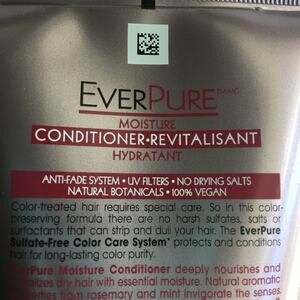 EVERPURE DAMC
MOISTURE
CONDITIONER•REVITALISANT
HYDRATANT
ANTI-FADE SYSTEM • UV FILTERS • NO DRYING SALTS
NATURAL BOTANICALS • 100% VEGAN
Color-treated hair requires special care. So in this color-
preserving formula there are no harsh sulfates, salts or
surfactants that can strip and dull your hair. The EverPure
Sulfate-Free Color Care System* protects and conditions
hair for long-lasting color purity.
EverPure Moisture Conditioner deeply nourishes and
dry hair with essential moisture. Natural aromatic
from rosemary and mint invigorate the senses.